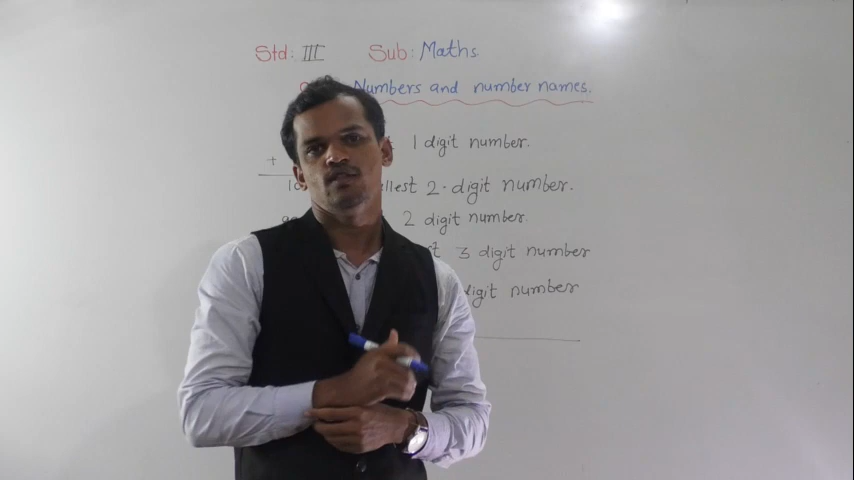 Std: III Sub: Maths
Numbers and number names.
1 digit number.
+
2-digit number.
2 digit number.
3 digit number
digit number